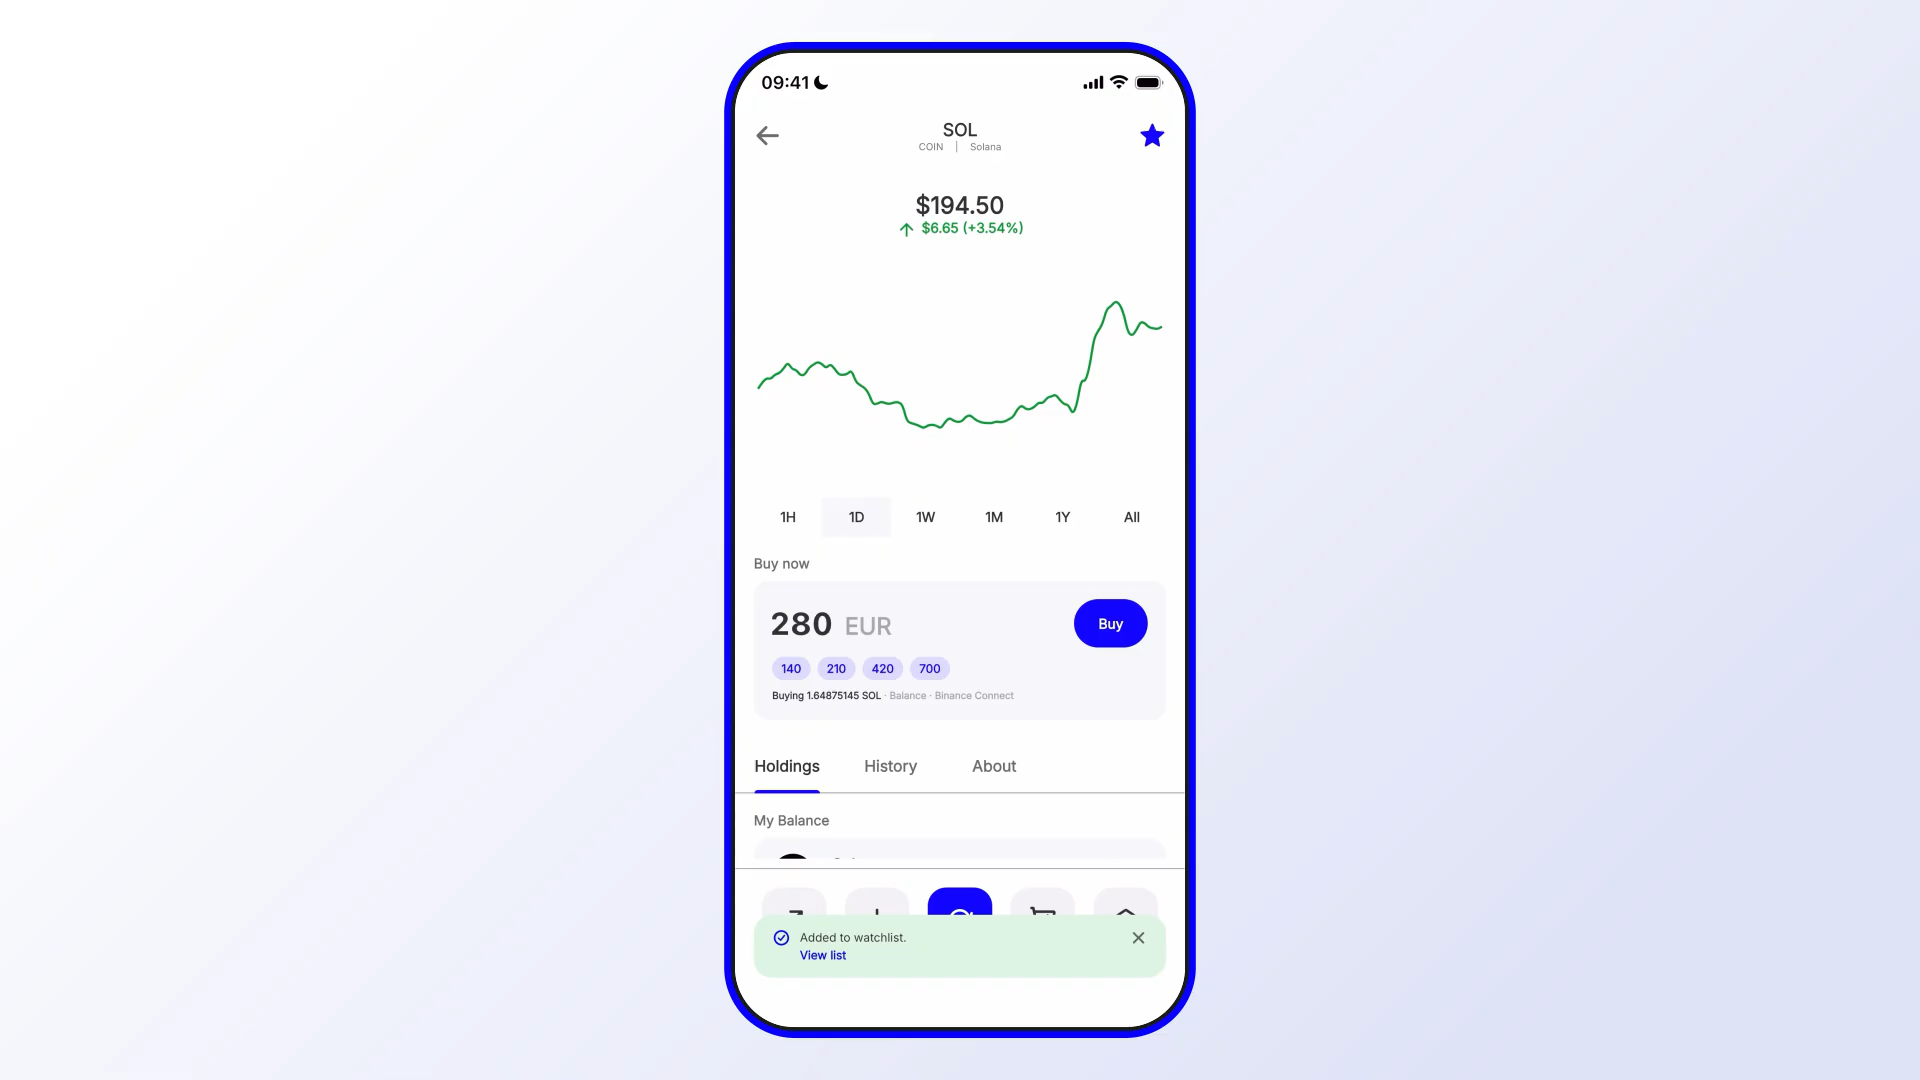 09:41
SOL
COIN | Solana
$194.50
$6.65 (+3.54%)
1H 1D 1W 1M 1Y All
Buy now
280 EUR
Buy
140 210 420 700
Buying 1.64875145 SOL · Balance · Binance Connect
Holdings History About
My Balance
Added to watchlist.
View list